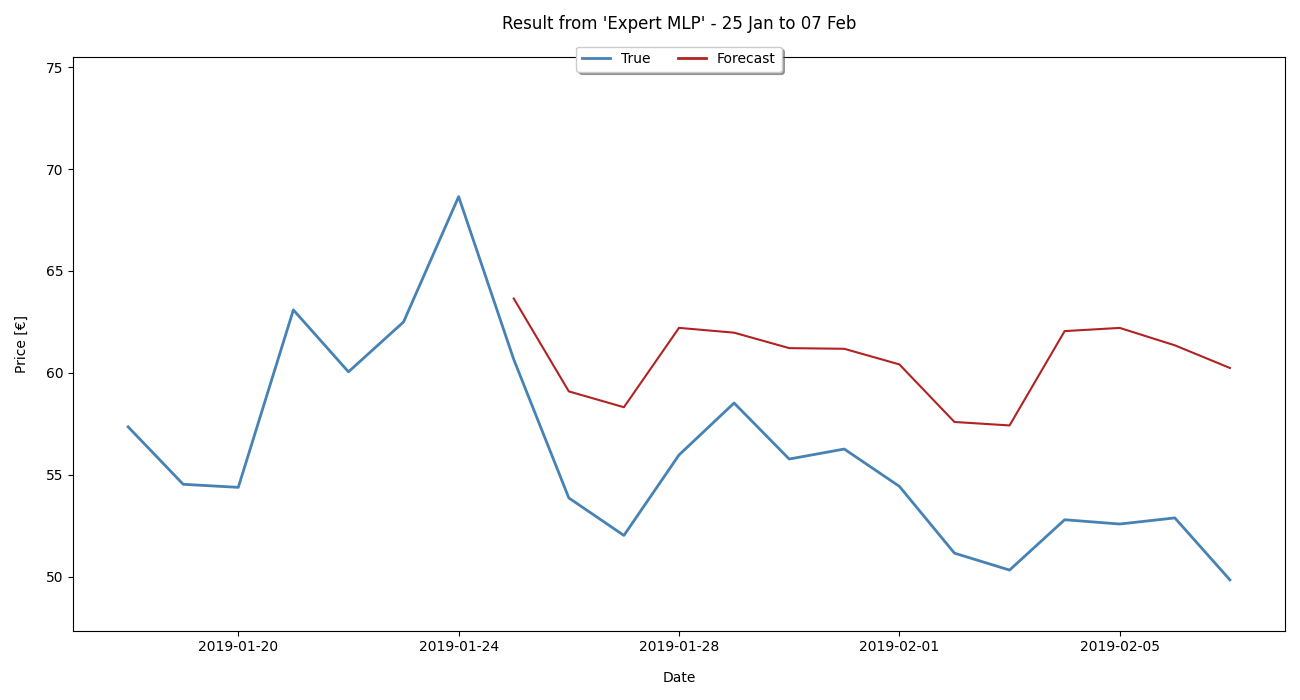 Result from 'Expert MLP' - 25 Jan to 07 Feb
True Forecast
75
70
65
60
55
50
Price [€]
2019-01-20 2019-01-24 2019-01-28 2019-02-01 2019-02-05
Date